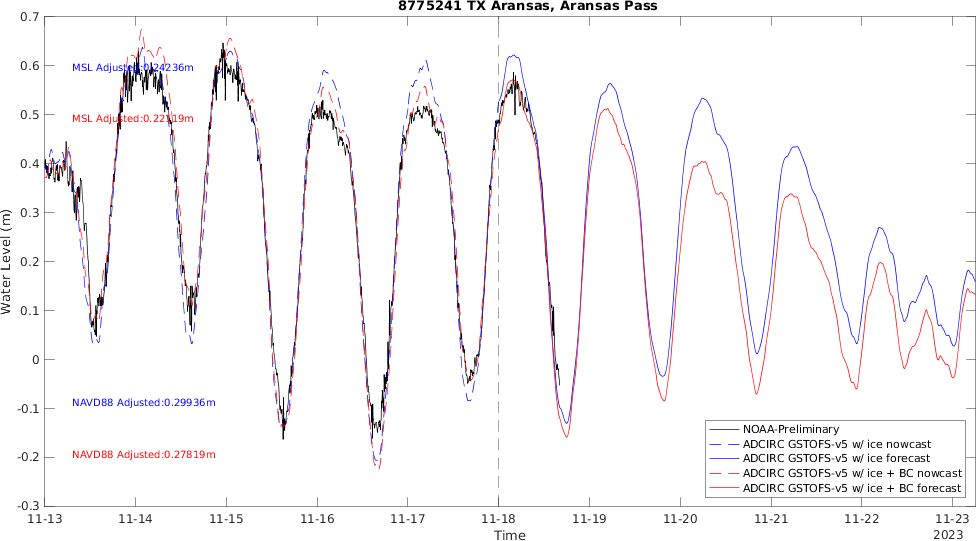 8775241 TX Aransas, Aransas Pass
0.7
0.6
0.5
0.4
0.3
0.2
0.1
0
-0.1
-0.2
-0.3
Water Level (m)
MSL Adjusted:0.24236m
MSL Adjusted:0.22119m
NAVD88 Adjusted:0.29936m
NAVD88 Adjusted:0.27819m
NOAA-Preliminary
ADCIRC GSTOFS-v5 w/ ice nowcast
ADCIRC GSTOFS-v5 w/ ice forecast
ADCIRC GSTOFS-v5 w/ ice + BC nowcast
ADCIRC GSTOFS-v5 w/ ice + BC forecast
11-13 11-14 11-15 11-16 11-17 11-18 11-19 11-20 11-21 11-22 11-23
Time
2023